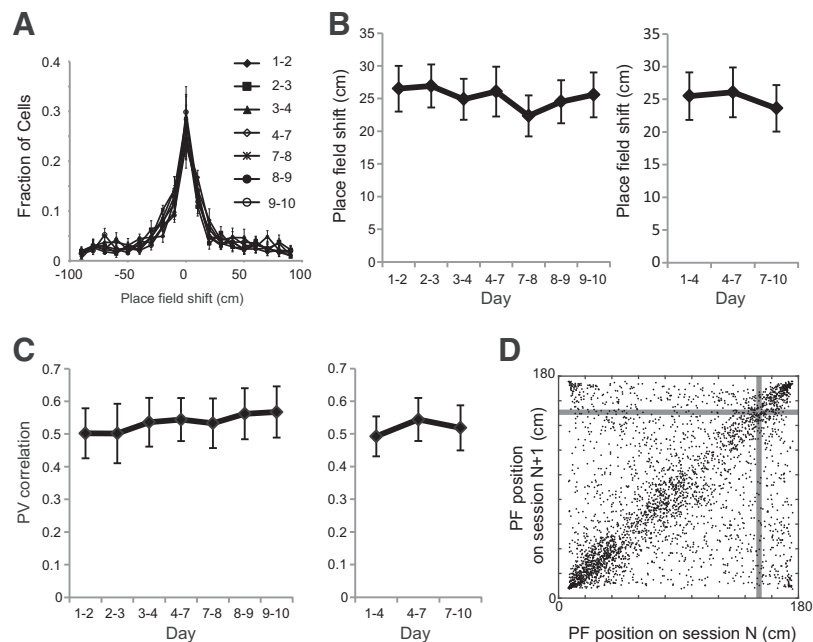 A
Fraction of Cells
0.4
0.3
0.2
0.1
0
-100
-50
0
50
100
Place field shift (cm)
1-2
2-3
3-4
4-7
7-8
8-9
9-10
B
Place field shift (cm)
35
30
25
20
15
10
5
0
1-2 2-3 3-4 4-7 7-8 8-9 9-10
Day
Place field shift (cm)
35
30
25
20
15
10
5
0
1-4 4-7 7-10
Day
C
PV correlation
0.7
0.6
0.5
0.4
0.3
0.2
0.1
0
1-2 2-3 3-4 4-7 7-8 8-9 9-10
Day
0.7
0.6
0.5
0.4
0.3
0.2
0.1
0
1-4 4-7 7-10
Day
D
180
PF position
on session N+1 (cm)
0
0
180
PF position on session N (cm)